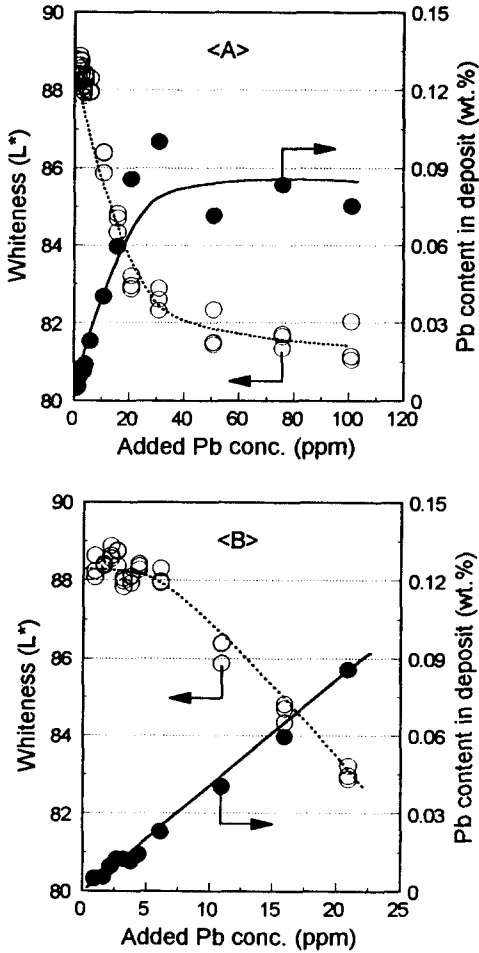 <A>
90
88
86
84
82
80
Whiteness (L*)
0.15
0.12
0.09
0.06
0.03
0
Pb content in deposit (wt.%)
0 20 40 60 80 100 120
Added Pb conc. (ppm)
<B>
90
88
86
84
82
80
Whiteness (L*)
0.15
0.12
0.09
0.06
0.03
0
Pb content in deposit (wt.%)
0 5 10 15 20 25
Added Pb conc. (ppm)